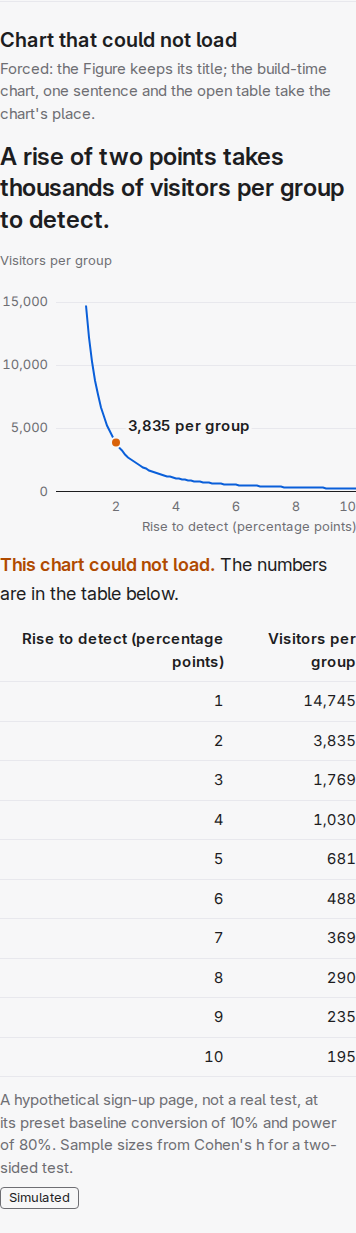 Chart that could not load
Forced: the Figure keeps its title; the build-time
chart, one sentence and the open table take the
chart's place.
A rise of two points takes
thousands of visitors per group
to detect.
Visitors per group
15,000
10,000
5,000
0
3,835 per group
2 4 6 8 10
Rise to detect (percentage points)
This chart could not load. The numbers
are in the table below.
Rise to detect (percentage Visitors per
points) group
1 14,745
2 3,835
3 1,769
4 1,030
5 681
6 488
7 369
8 290
9 235
10 195
A hypothetical sign-up page, not a real test, at
its preset baseline conversion of 10% and power
of 80%. Sample sizes from Cohen's h for a two-
sided test.
Simulated